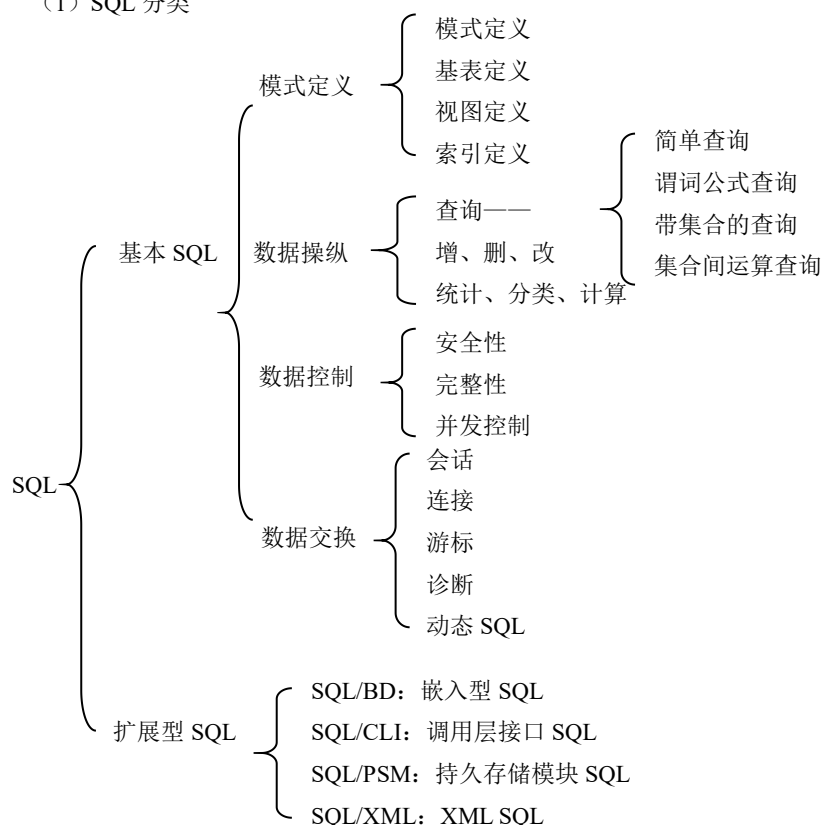 （1）SQL 分类
模式定义
基表定义
视图定义
索引定义
模式定义
简单查询
谓词公式查询
带集合的查询
集合间运算查询
查询——
增、删、改
统计、分类、计算
数据操纵
基本 SQL
安全性
完整性
并发控制
数据控制
会话
连接
游标
诊断
动态 SQL
数据交换
SQL
SQL/BD：嵌入型 SQL
SQL/CLI：调用层接口 SQL
SQL/PSM：持久存储模块 SQL
SQL/XML：XML SQL
扩展型 SQL